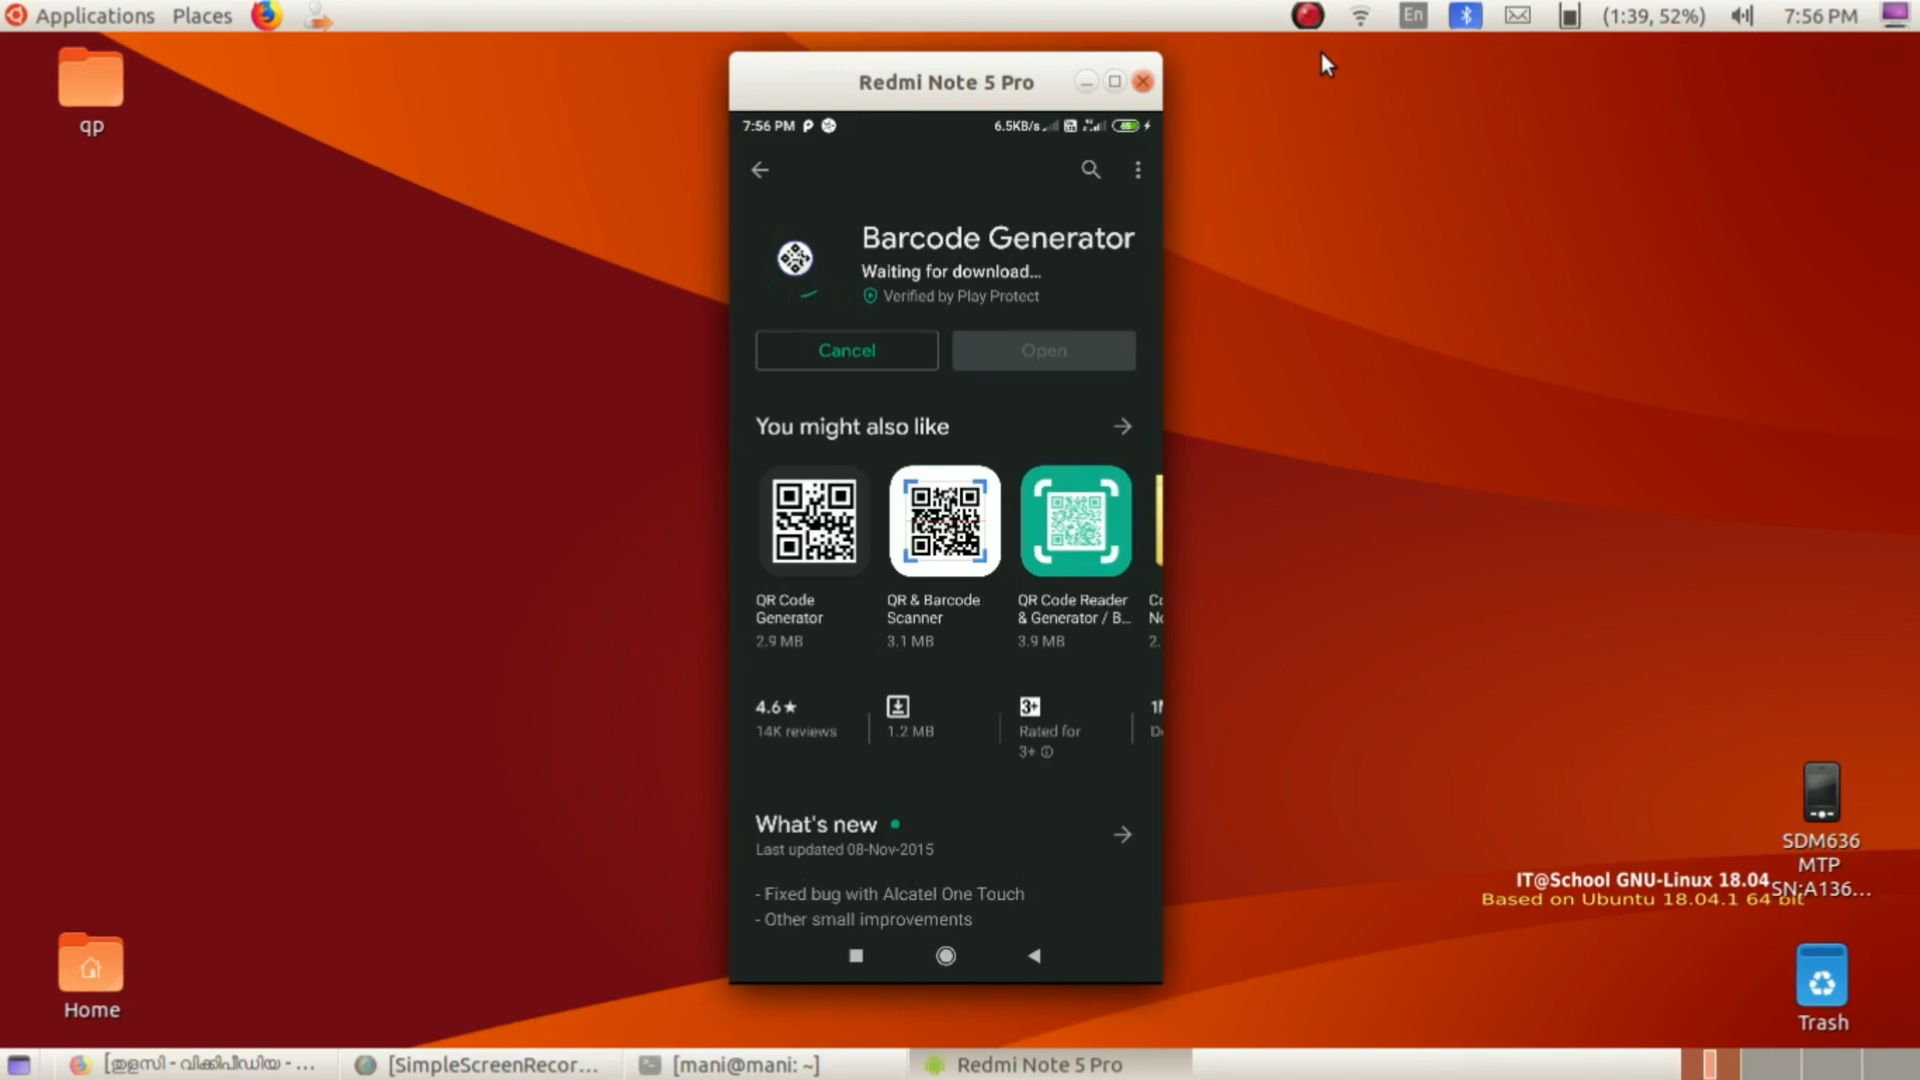 Applications Places
En
(1:39, 52%)
7:56 PM
qp
Redmi Note 5 Pro
7:56 PM
6.5KB/s
Barcode Generator
Waiting for download...
Verified by Play Protect
Cancel
Open
You might also like
QR Code
Generator
2.9 MB
QR & Barcode
Scanner
3.1 MB
QR Code Reader
& Generator / B...
3.9 MB
4.6★
14K reviews
1.2 MB
3+
Rated for
3+
What's new
Last updated 08-Nov-2015
- Fixed bug with Alcatel One Touch
- Other small improvements
SDM636
MTP
SN:A136...
IT@School GNU-Linux 18.04
Based on Ubuntu 18.04.1 64 bit
Home
Trash
[തുളസി - വിക്കിപീഡിയ - ...
[SimpleScreenRecor...
[mani@mani: ~]
Redmi Note 5 Pro